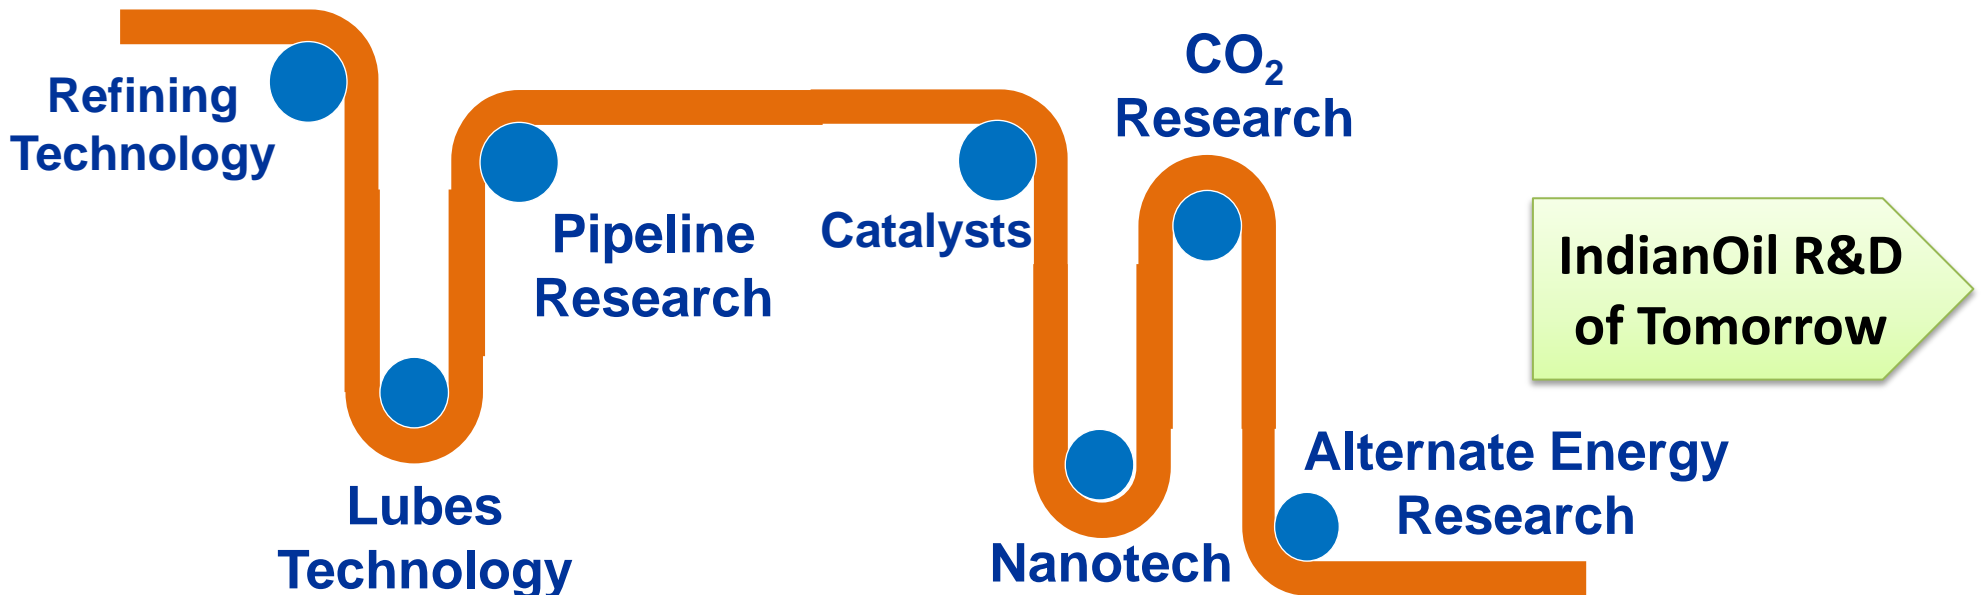 Refining
Technology
Lubes
Technology
Pipeline
Research
Catalysts
Nanotech
CO₂
Research
Alternate Energy
Research
IndianOil R&D
of Tomorrow